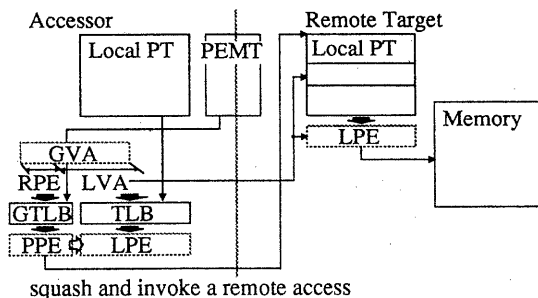 Accessor
Remote Target
Local PT
PEMT
Local PT
LPE
Memory
GVA
RPE
LVA
GTLB
TLB
PPE
LPE
squash and invoke a remote access